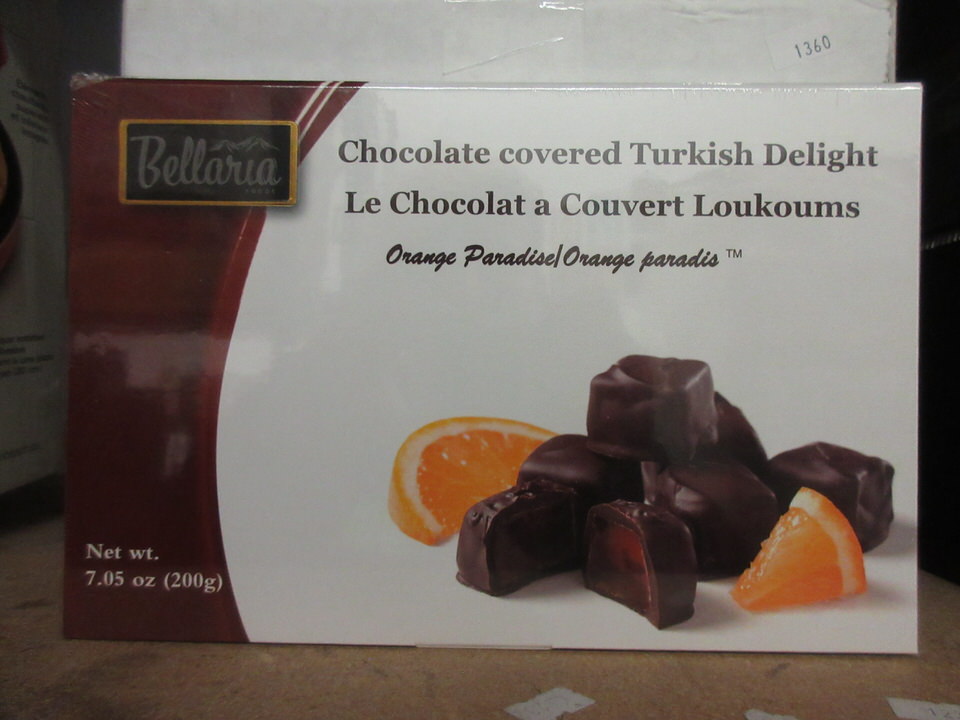 1360
Bellaria
Chocolate covered Turkish Delight
Le Chocolat a Couvert Loukoums
Orange Paradise/Orange paradis ™
Net wt.
7.05 oz (200g)